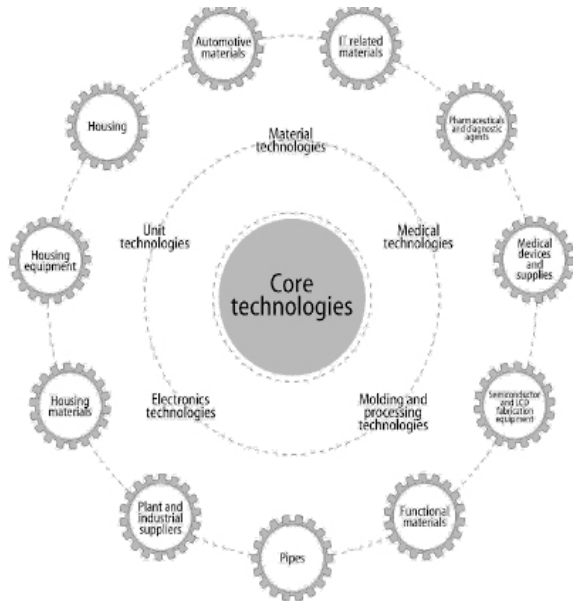 Automotive
materials
IT related
materials
Housing
Pharmaceuticals
and diagnostic
agents
Material
technologies
Unit
technologies
Medical
technologies
Housing
equipment
Medical
devices and
supplies
Core
technologies
Housing
materials
Electronics
technologies
Molding and
processing
technologies
Semiconductor
and LCD
fabrication
equipment
Plant and
industrial
suppliers
Functional
materials
Pipes